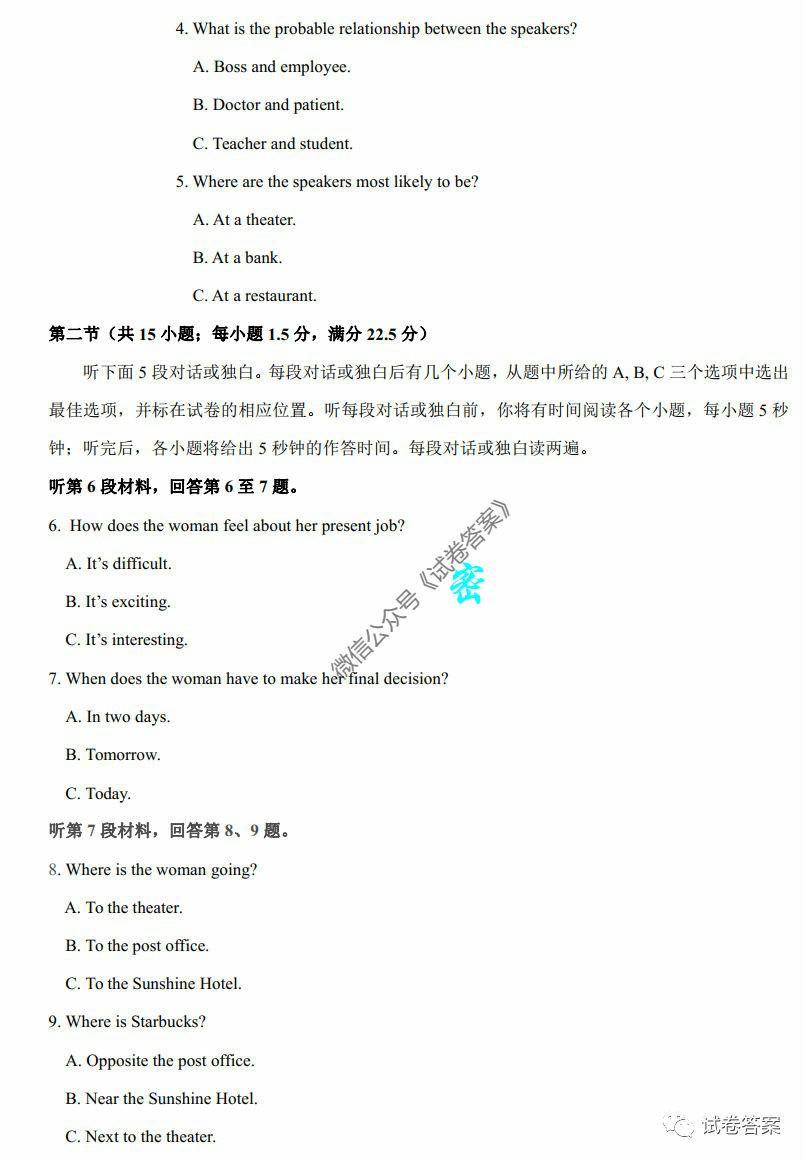 4. What is the probable relationship between the speakers?
A. Boss and employee.
B. Doctor and patient.
C. Teacher and student.
5. Where are the speakers most likely to be?
A. At a theater.
B. At a bank.
C. At a restaurant.
第二节（共 15 小题；每小题 1.5 分，满分 22.5 分）
听下面 5 段对话或独白。每段对话或独白后有几个小题，从题中所给的 A, B, C 三个选项中选出
最佳选项，并标在试卷的相应位置。听每段对话或独白前，你将有时间阅读各个小题，每小题 5 秒
钟；听完后，各小题将给出 5 秒钟的作答时间。每段对话或独白读两遍。
听第 6 段材料，回答第 6 至 7 题。
6. How does the woman feel about her present job?
A. It’s difficult.
B. It’s exciting.
C. It’s interesting.
微信公众号《试卷答案》
密
7. When does the woman have to make her final decision?
A. In two days.
B. Tomorrow.
C. Today.
听第 7 段材料，回答第 8、9 题。
8. Where is the woman going?
A. To the theater.
B. To the post office.
C. To the Sunshine Hotel.
9. Where is Starbucks?
A. Opposite the post office.
B. Near the Sunshine Hotel.
C. Next to the theater.
试卷答案